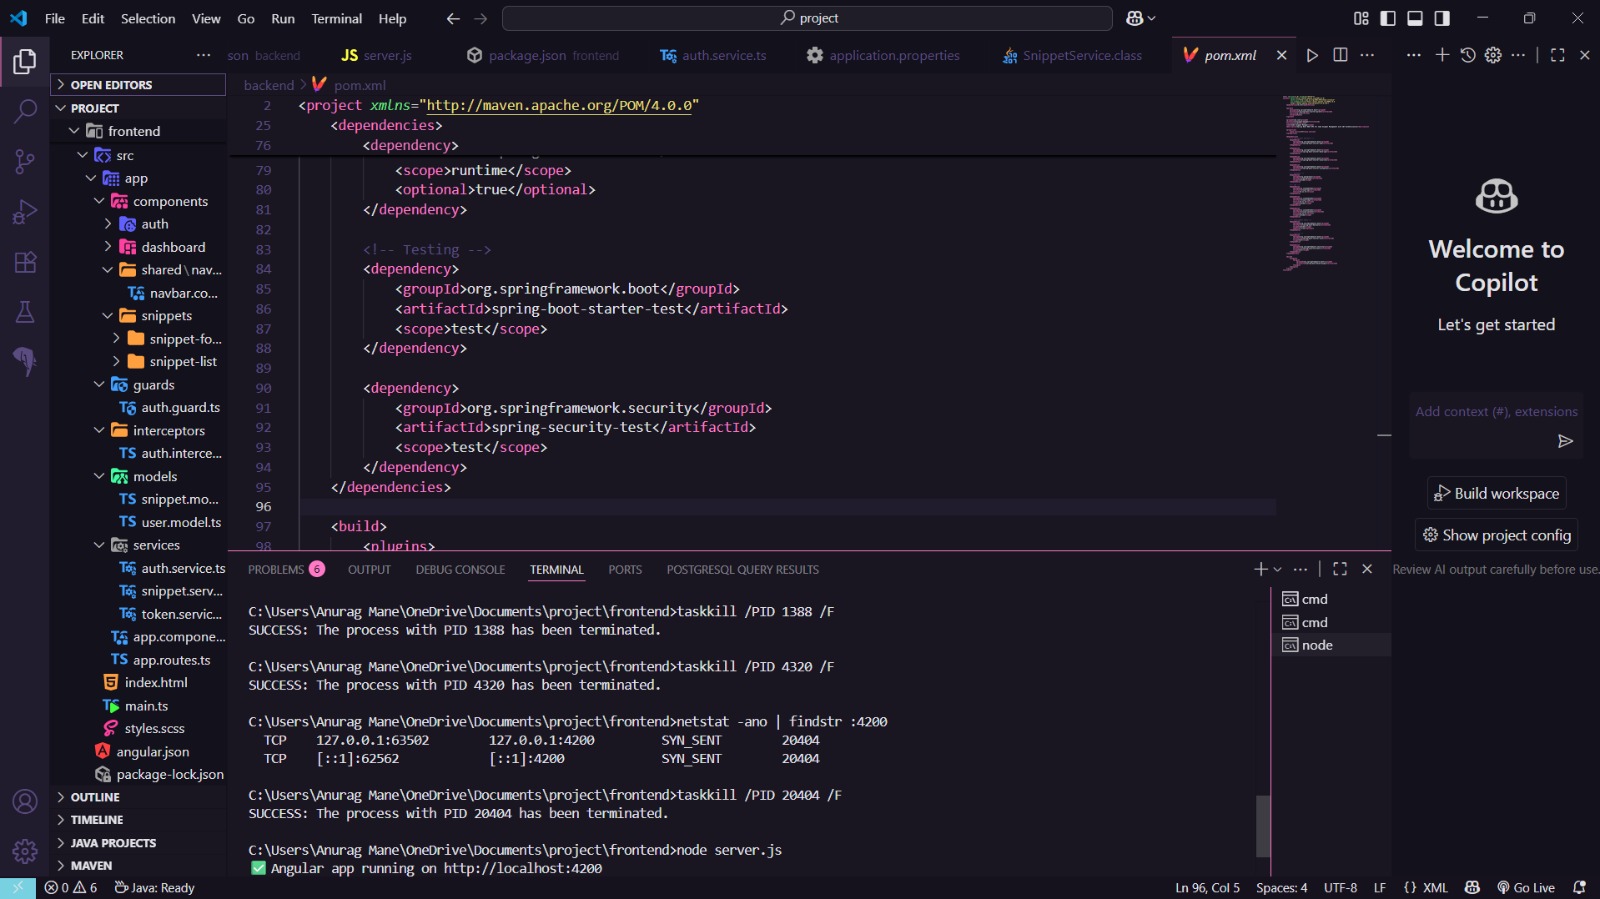 File Edit Selection View Go Run Terminal Help
project
EXPLORER
son backend
JS server.js
package.json frontend
auth.service.ts
application.properties
SnippetService.class
pom.xml
OPEN EDITORS
PROJECT
frontend
src
app
components
auth
dashboard
shared\nav...
navbar.co...
snippets
snippet-fo...
snippet-list
guards
auth.guard.ts
interceptors
TS auth.interce...
models
TS snippet.mo...
TS user.model.ts
services
auth.service.ts
snippet.serv...
token.servic...
app.compone...
TS app.routes.ts
index.html
main.ts
styles.scss
angular.json
package-lock.json
OUTLINE
TIMELINE
JAVA PROJECTS
MAVEN
backend > pom.xml
2 <project xmlns="http://maven.apache.org/POM/4.0.0"
25 <dependencies>
76 <dependency>
79 <scope>runtime</scope>
80 <optional>true</optional>
81 </dependency>
82
83 <!-- Testing -->
84 <dependency>
85 <groupId>org.springframework.boot</groupId>
86 <artifactId>spring-boot-starter-test</artifactId>
87 <scope>test</scope>
88 </dependency>
89
90 <dependency>
91 <groupId>org.springframework.security</groupId>
92 <artifactId>spring-security-test</artifactId>
93 <scope>test</scope>
94 </dependency>
95 </dependencies>
96
97 <build>
98 <plugins>
PROBLEMS 6 OUTPUT DEBUG CONSOLE TERMINAL PORTS POSTGRESQL QUERY RESULTS
C:\Users\Anurag Mane\OneDrive\Documents\project\frontend>taskkill /PID 1388 /F
SUCCESS: The process with PID 1388 has been terminated.
C:\Users\Anurag Mane\OneDrive\Documents\project\frontend>taskkill /PID 4320 /F
SUCCESS: The process with PID 4320 has been terminated.
C:\Users\Anurag Mane\OneDrive\Documents\project\frontend>netstat -ano | findstr :4200
TCP 127.0.0.1:63502 127.0.0.1:4200 SYN_SENT 20404
TCP [::1]:62562 [::1]:4200 SYN_SENT 20404
C:\Users\Anurag Mane\OneDrive\Documents\project\frontend>taskkill /PID 20404 /F
SUCCESS: The process with PID 20404 has been terminated.
C:\Users\Anurag Mane\OneDrive\Documents\project\frontend>node server.js
✅ Angular app running on http://localhost:4200
cmd
cmd
node
Welcome to
Copilot
Let's get started
Add context (#), extensions
Build workspace
Show project config
Review AI output carefully before use.
0 6 Java: Ready
Ln 96, Col 5 Spaces: 4 UTF-8 LF {} XML Go Live